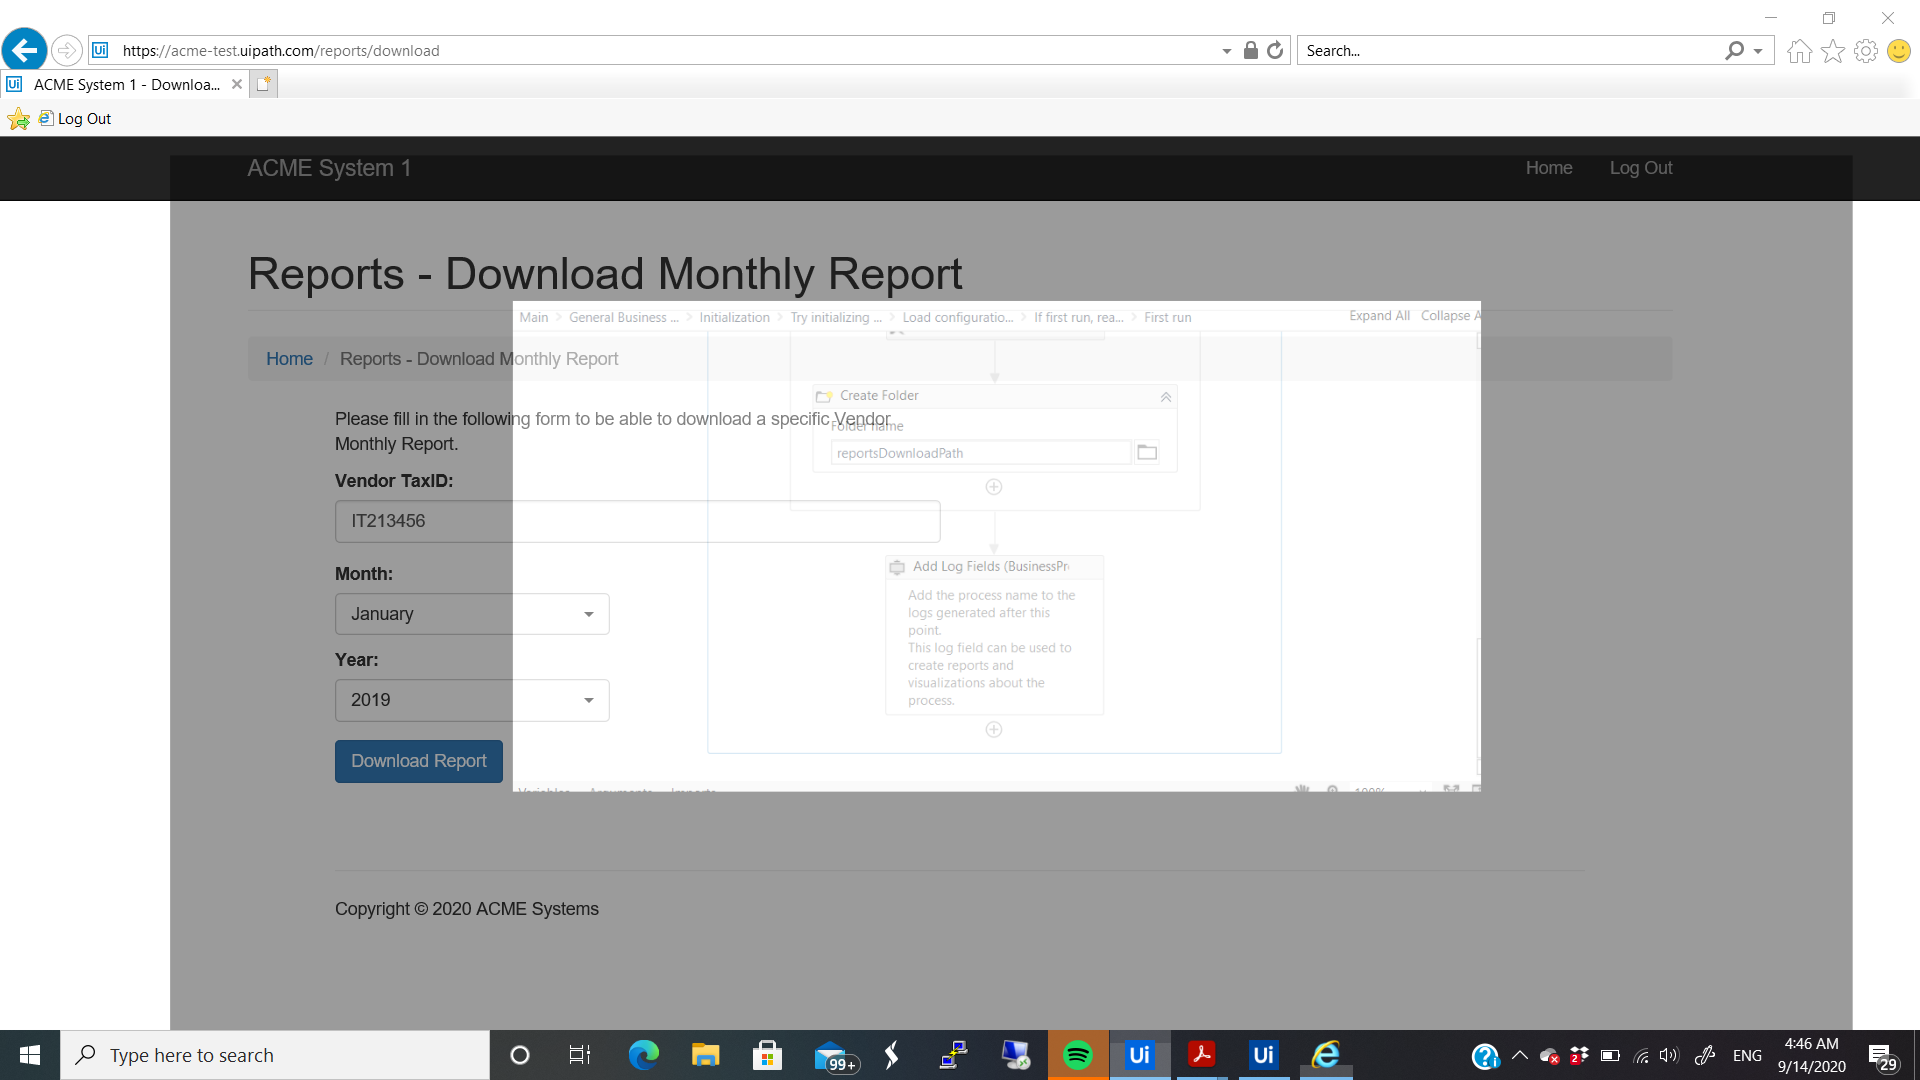 https://acme-test.uipath.com/reports/download
Search...
ACME System 1 - Downloa...
Log Out
ACME System 1
Home
Log Out
Reports - Download Monthly Report
Main > General Business ... > Initialization > Try initializing ... > Load configuratio... > If first run, rea... > First run
Expand All
Collapse A
Home / Reports - Download Monthly Report
Create Folder
Please fill in the following form to be able to download a specific Vendor
Monthly Report.
Folder name
reportsDownloadPath
Vendor TaxID:
IT213456
Add Log Fields (BusinessPr
Add the process name to the
logs generated after this
point.
This log field can be used to
create reports and
visualizations about the
process.
Month:
January
Year:
2019
Download Report
Variables
Arguments
Imports
100%
Copyright © 2020 ACME Systems
Type here to search
99+
2
ENG
4:46 AM
9/14/2020
29